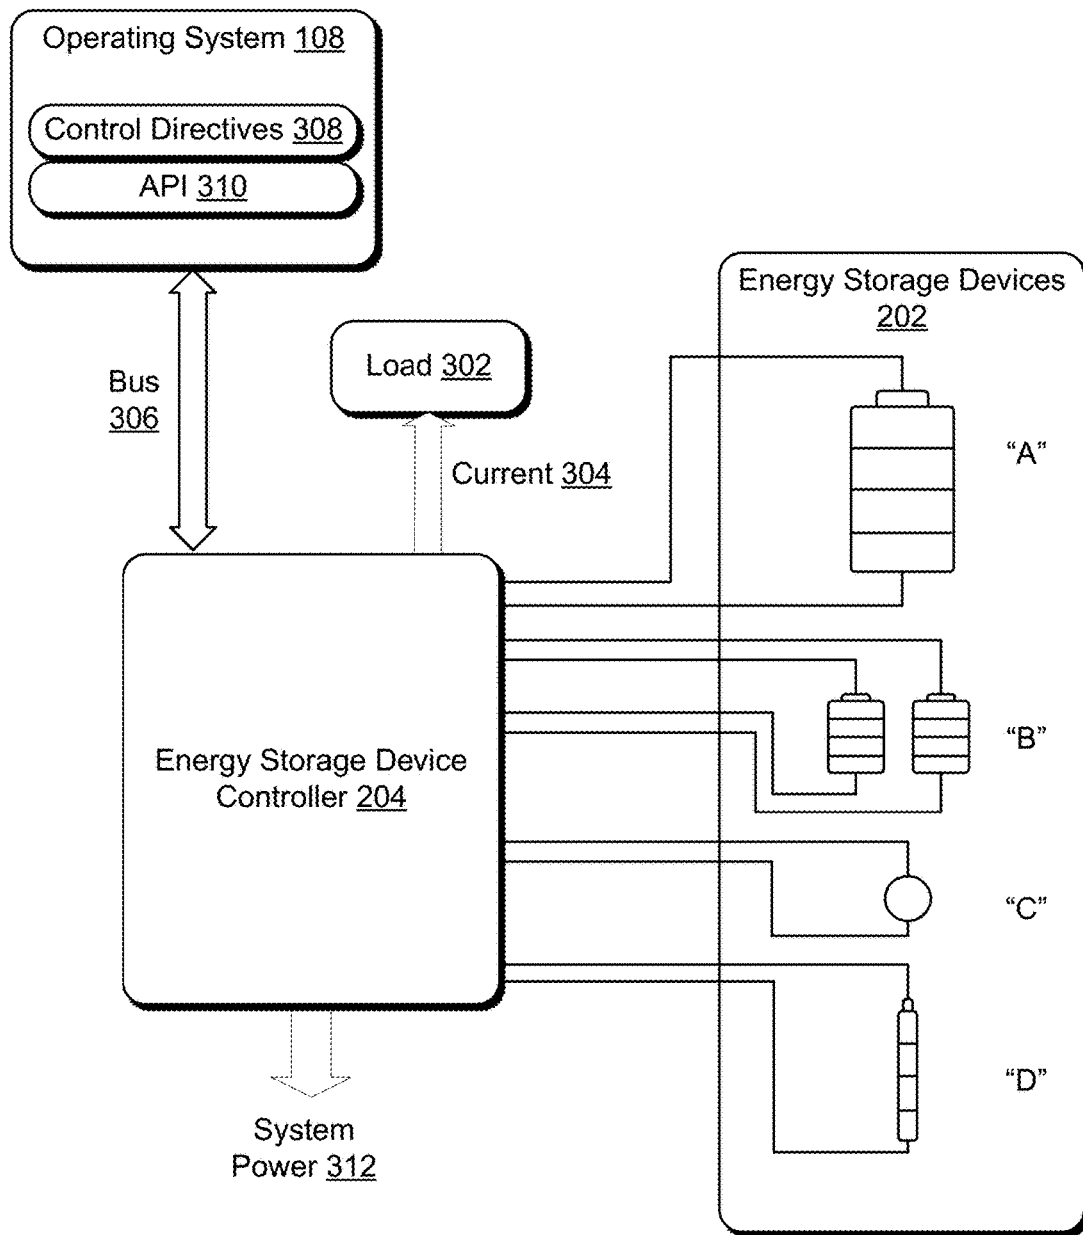 Operating System 108
Control Directives 308
API 310
Energy Storage Devices
202
Load 302
Bus
306
Current 304
“A”
“B”
Energy Storage Device
Controller 204
“C”
“D”
System
Power 312